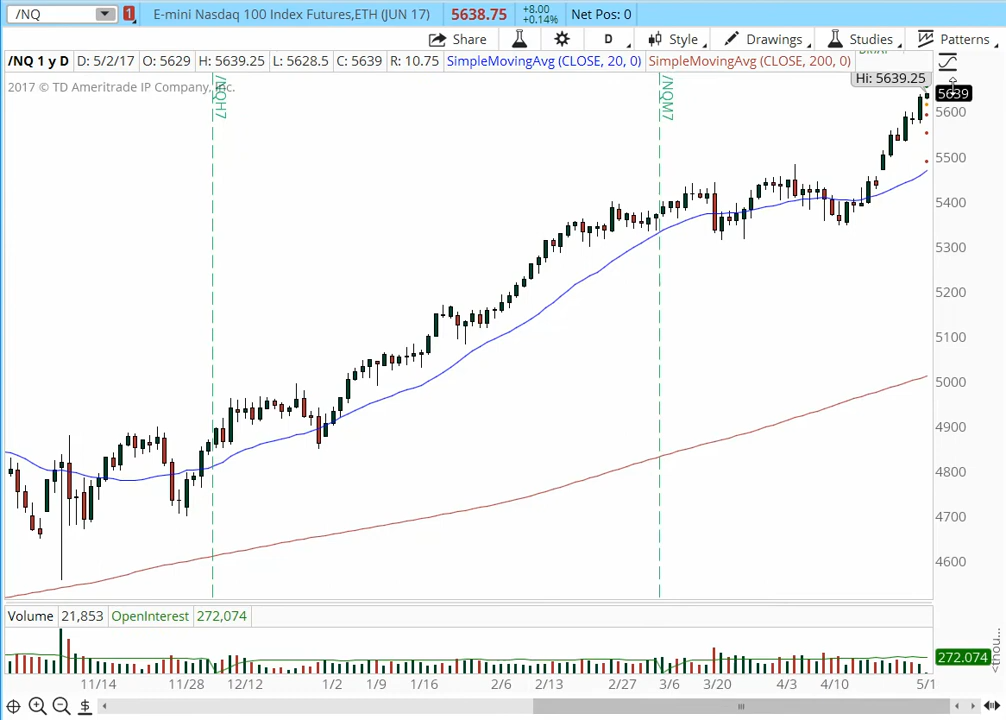 /NQ 1 E-mini Nasdaq 100 Index Futures,ETH (JUN 17) 5638.75 +8.00 +0.14% Net Pos: 0
Share D Style Drawings Studies Patterns
/NQ 1 y D D: 5/2/17 O: 5629 H: 5639.25 L: 5628.5 C: 5639 R: 10.75 SimpleMovingAvg (CLOSE, 20, 0) SimpleMovingAvg (CLOSE, 200, 0)
Hi: 5639.25
2017 © TD Ameritrade IP Company, Inc.
/NQH7
/NQM7
5639
5600
5500
5400
5300
5200
5100
5000
4900
4800
4700
4600
Volume 21,853 OpenInterest 272,074
272,074
<thou...
11/14 11/28 12/12 1/2 1/9 1/16 2/6 2/13 2/27 3/6 3/20 4/3 4/10 5/1
$